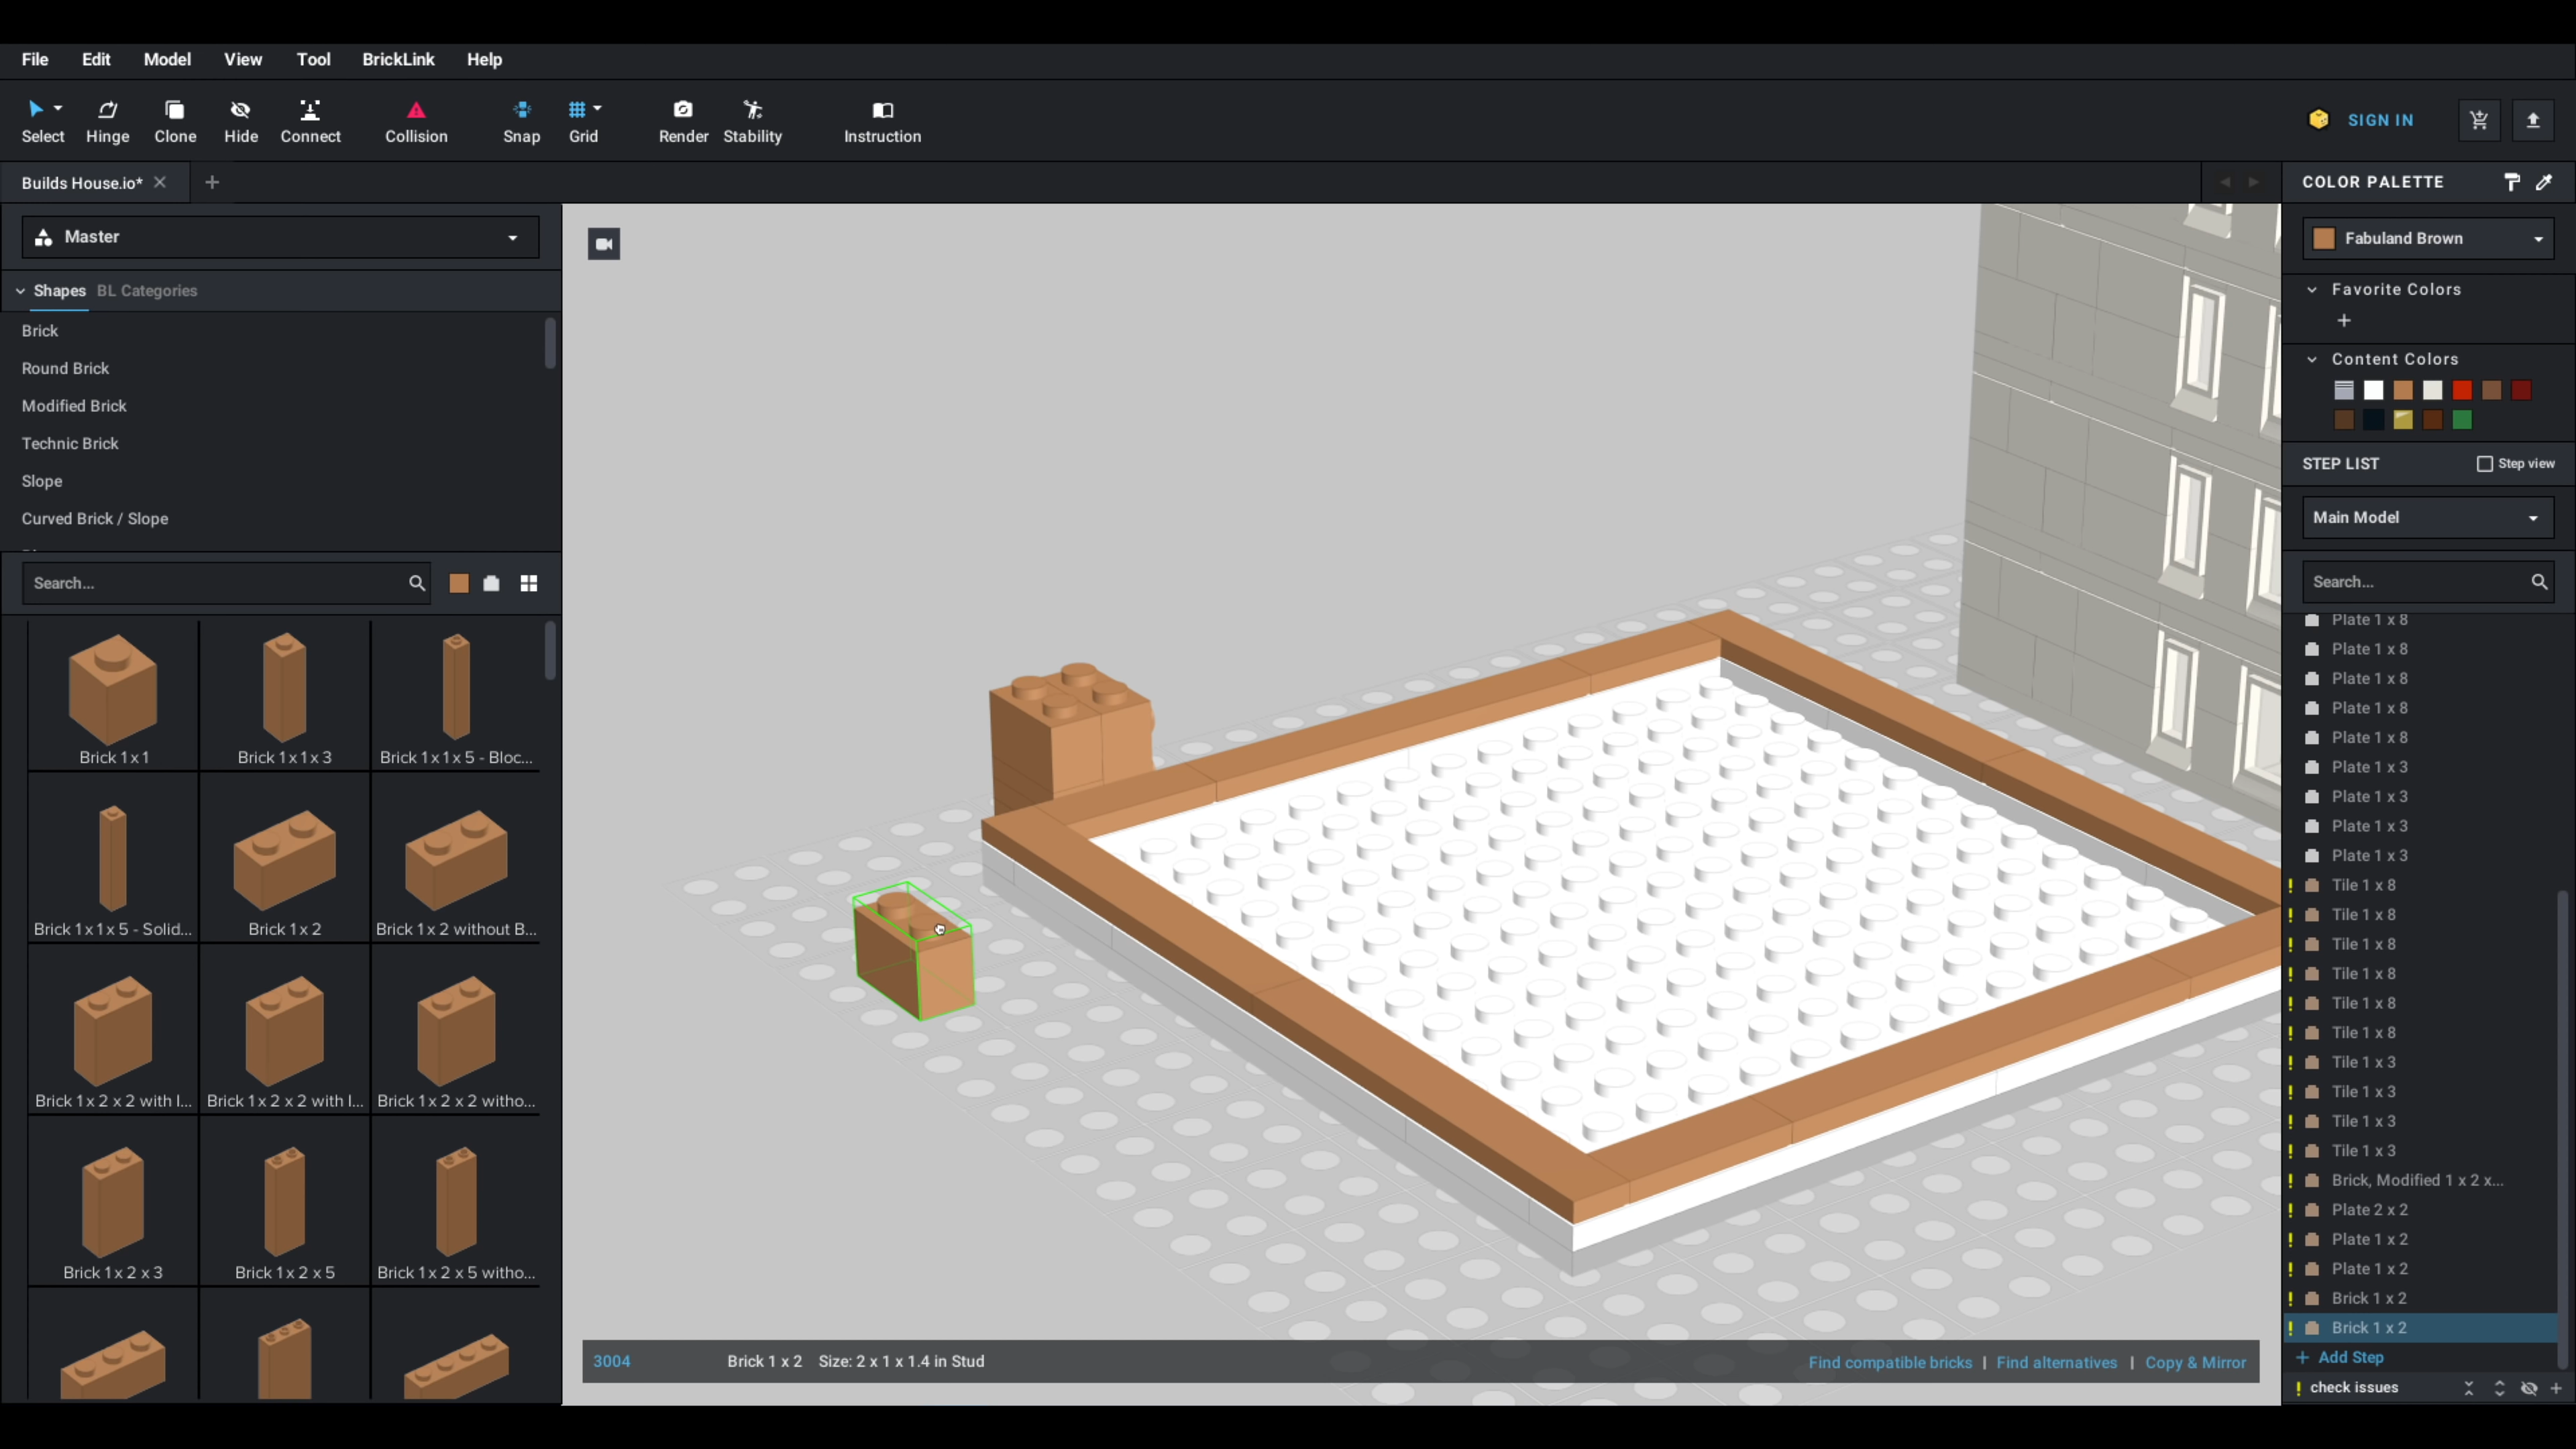 File Edit Model View Tool BrickLink Help
Select Hinge Clone Hide Connect Collision Snap Grid Render Stability Instruction
SIGN IN
Builds House.io*
COLOR PALETTE
Master
Fabuland Brown
Shapes BL Categories
Favorite Colors
Brick
Round Brick
Content Colors
Modified Brick
Technic Brick
STEP LIST Step view
Slope
Curved Brick / Slope
Main Model
Search...
Search...
Plate 1 x 8
Plate 1 x 8
Plate 1 x 8
Plate 1 x 8
Plate 1 x 8
Plate 1 x 3
Plate 1 x 3
Plate 1 x 3
Plate 1 x 3
Tile 1 x 8
Tile 1 x 8
Tile 1 x 8
Tile 1 x 8
Tile 1 x 8
Tile 1 x 8
Tile 1 x 3
Tile 1 x 3
Tile 1 x 3
Tile 1 x 3
Brick, Modified 1 x 2 x...
Plate 2 x 2
Plate 1 x 2
Plate 1 x 2
Brick 1 x 2
Brick 1 x 2
+ Add Step
! check issues
Brick 1 x 1 Brick 1 x 1 x 3 Brick 1 x 1 x 5 - Bloc...
Brick 1 x 1 x 5 - Solid... Brick 1 x 2 Brick 1 x 2 without B...
Brick 1 x 2 x 2 with I... Brick 1 x 2 x 2 with I... Brick 1 x 2 x 2 witho...
Brick 1 x 2 x 3 Brick 1 x 2 x 5 Brick 1 x 2 x 5 witho...
3004 Brick 1 x 2 Size: 2 x 1 x 1.4 in Stud Find compatible bricks | Find alternatives | Copy & Mirror